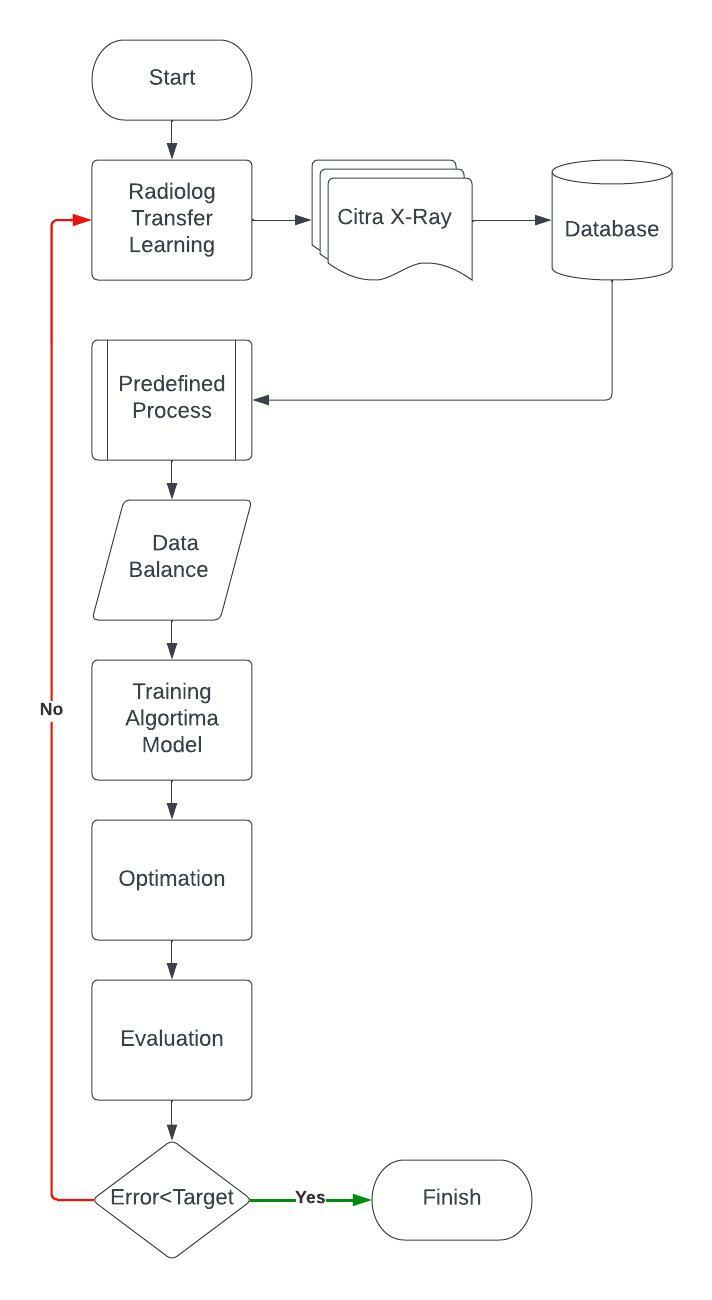 Start
Radiolog
Transfer
Learning
Citra X-Ray
Database
Predefined
Process
Data
Balance
Training
Algortima
Model
No
Optimation
Evaluation
Error<Target
Yes
Finish